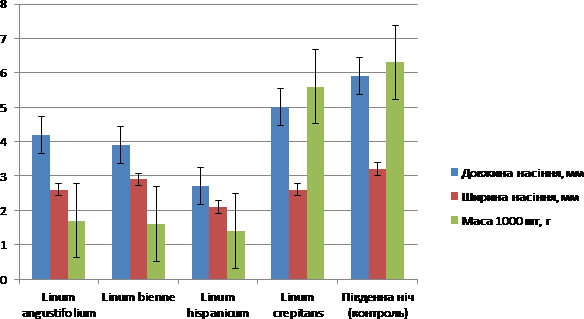 8
7
6
5
4
3
2
1
0
Linum
angustifolium
Linum bienne
Linum
hispanicum
Linum
crepitans
Південна ніч
(контроль)
Довжина насіння, мм
Ширина насіння, мм
Маса 1000 шт, г